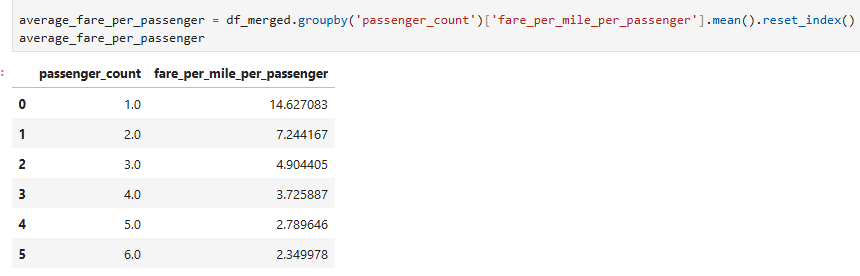 average_fare_per_passenger = df_merged.groupby('passenger_count')['fare_per_mile_per_passenger'].mean().reset_index()
average_fare_per_passenger
:
passenger_count fare_per_mile_per_passenger
0 1.0 14.627083
1 2.0 7.244167
2 3.0 4.904405
3 4.0 3.725887
4 5.0 2.789646
5 6.0 2.349978